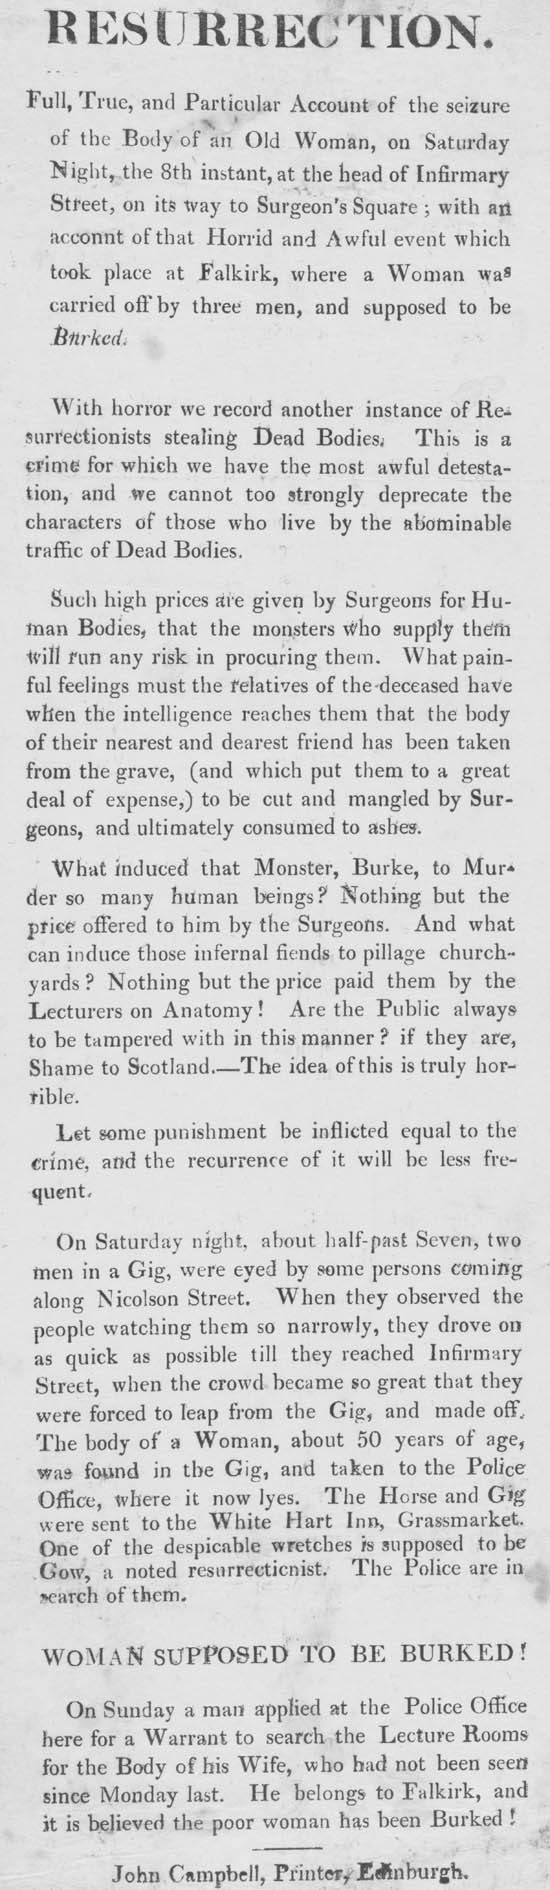 RESURRECTION.
Full, True, and Particular Account of the seizure
of the Body of an Old Woman, on Saturday
Night, the 8th instant, at the head of Infirmary
Street, on its way to Surgeon's Square; with an
acconnt of that Horrid and Awful event which
took place at Falkirk, where a Woman was
carried off by three men, and supposed to be
Burked.
With horror we record another instance of Re-
surrectionists stealing Dead Bodies. This is a
crime for which we have the most awful detesta-
tion, and we cannot too strongly deprecate the
characters of those who live by the abominable
traffic of Dead Bodies.
Such high prices are given by Surgeons for Hu-
man Bodies, that the monsters who supply them
will run any risk in procuring them. What pain-
ful feelings must the relatives of the deceased have
when the intelligence reaches them that the body
of their nearest and dearest friend has been taken
from the grave, (and which put them to a great
deal of expense,) to be cut and mangled by Sur-
geons, and ultimately consumed to ashes.
What induced that Monster, Burke, to Mur-
der so many human beings? Nothing but the
price offered to him by the Surgeons. And what
can induce those infernal fiends to pillage church-
yards? Nothing but the price paid them by the
Lecturers on Anatomy! Are the Public always
to be tampered with in this manner? if they are,
Shame to Scotland.—The idea of this is truly hor-
rible.
Let some punishment be inflicted equal to the
crime, and the recurrence of it will be less fre-
quent.
On Saturday night, about half-past Seven, two
men in a Gig, were eyed by some persons coming
along Nicolson Street. When they observed the
people watching them so narrowly, they drove on
as quick as possible till they reached Infirmary
Street, when the crowd became so great that they
were forced to leap from the Gig, and made off.
The body of a Woman, about 50 years of age,
was found in the Gig, and taken to the Police
Office, where it now lyes. The Horse and Gig
were sent to the White Hart Inn, Grassmarket.
One of the despicable wretches is supposed to be
Gow, a noted resurrecticnist. The Police are in
search of them.
WOMAN SUPPOSED TO BE BURKED!
On Sunday a man applied at the Police Office
here for a Warrant to search the Lecture Rooms
for the Body of his Wife, who had not been seen
since Monday last. He belongs to Falkirk, and
it is believed the poor woman has been Burked!
John Campbell, Printer, Edinburgh.